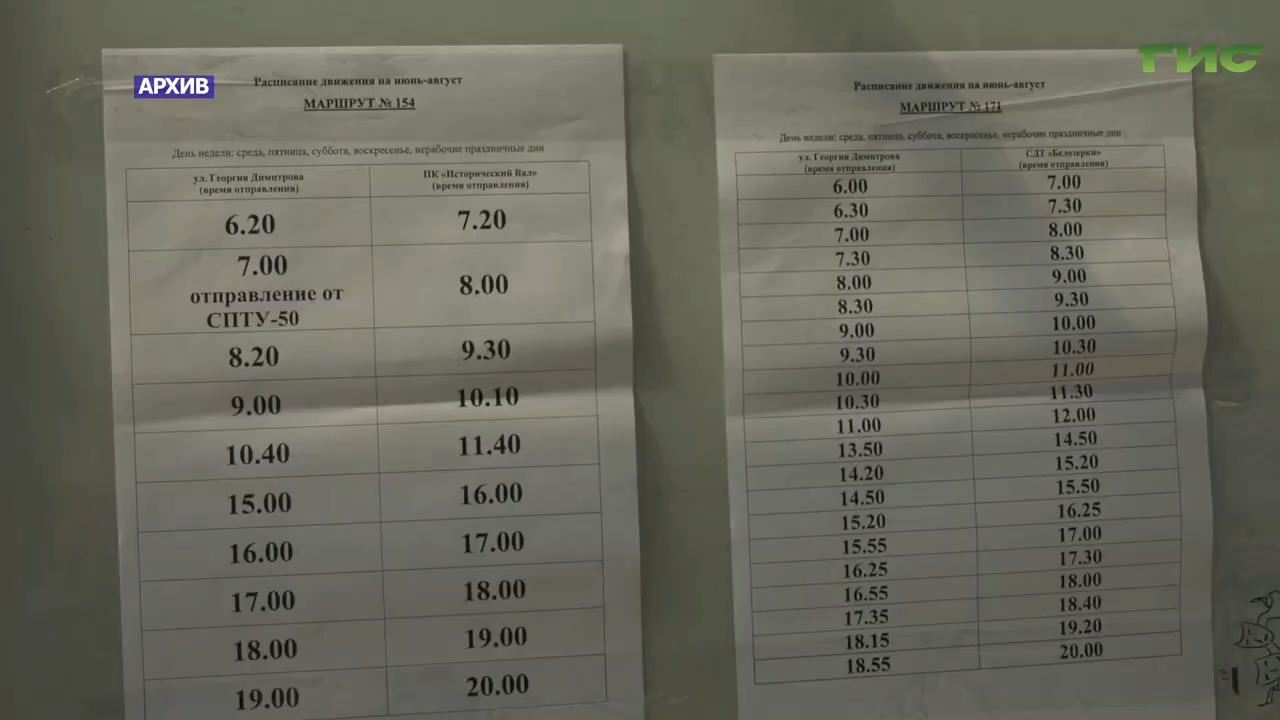 АРХИВ
ГИС
Расписание движения на июнь-август
МАРШРУТ № 154
День недели: среда, пятница, суббота, воскресенье, нерабочие праздничные дни
ул. Георгия Димитрова ПК «Исторический Вал»
(время отправления) (время отправления)
6.20 7.20
7.00
отправление от 8.00
СПТУ-50
8.20 9.30
9.00 10.10
10.40 11.40
15.00 16.00
16.00 17.00
17.00 18.00
18.00 19.00
19.00 20.00
Расписание движения на июнь-август
МАРШРУТ № 171
День недели: среда, пятница, суббота, воскресенье, нерабочие праздничные дни
ул. Георгия Димитрова СДТ «Белозерки»
(время отправления) (время отправления)
6.00 7.00
6.30 7.30
7.00 8.00
7.30 8.30
8.00 9.00
8.30 9.30
9.00 10.00
9.30 10.30
10.00 11.00
10.30 11.30
11.00 12.00
13.50 14.50
14.20 15.20
14.50 15.50
15.20 16.25
15.55 17.00
16.25 17.30
16.55 18.00
17.35 18.40
18.15 19.20
18.55 20.00